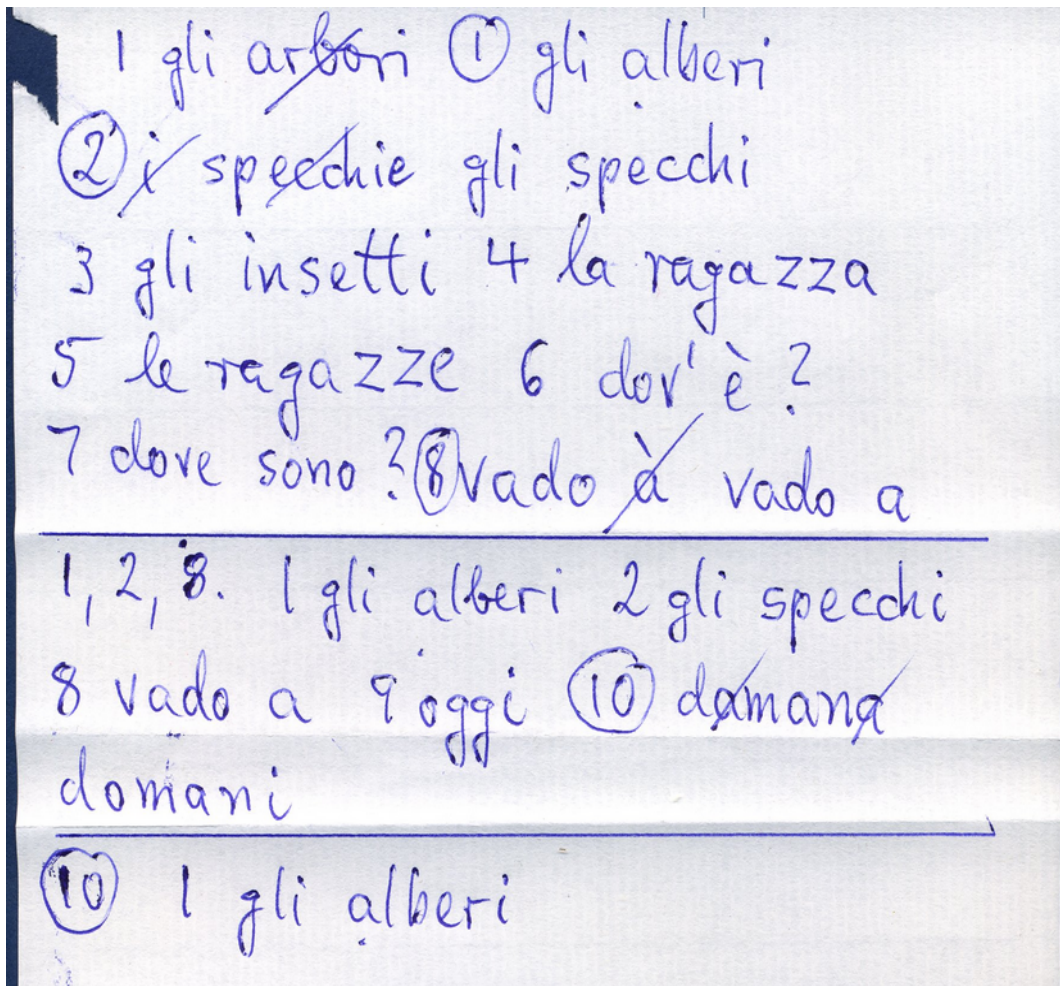 1 gli arbori ① gli alberi
② i specchie gli specchi
3 gli insetti 4 la ragazza
5 le ragazze 6 dov'è?
7 dove sono? ⑧ vado à vado a
1, 2, 8. 1 gli alberi 2 gli specchi
8 vado a 9 oggi ⑩ damana
domani
⑩ 1 gli alberi